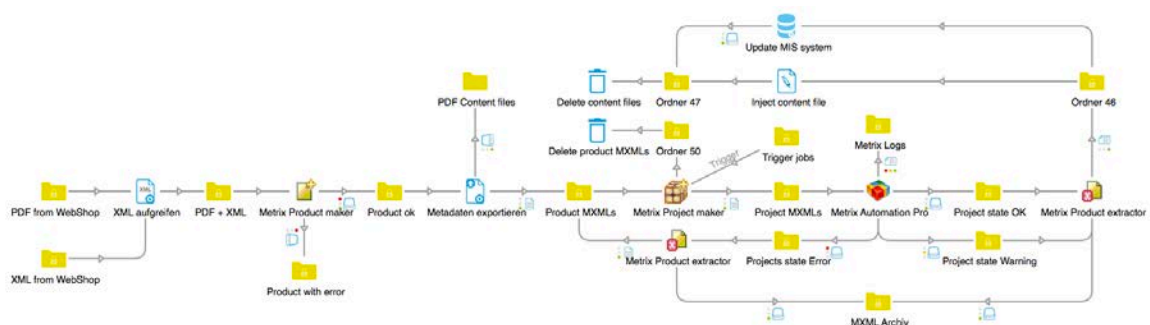 Update MIS system
PDF Content files
Delete content files
Ordner 47
Inject content file
Ordner 46
Delete product MXMLs
Ordner 50
Trigger
Trigger jobs
Metrix Logs
PDF from WebShop
XML
XML aufgreifen
PDF + XML
Metrix Product maker
Product ok
Metadaten exportieren
Product MXMLs
Metrix Project maker
Project MXMLs
Metrix Automation Pro
Project state OK
Metrix Product extractor
XML from WebShop
Product with error
Metrix Product extractor
Projects state Error
Project state Warning
MXML Archiv